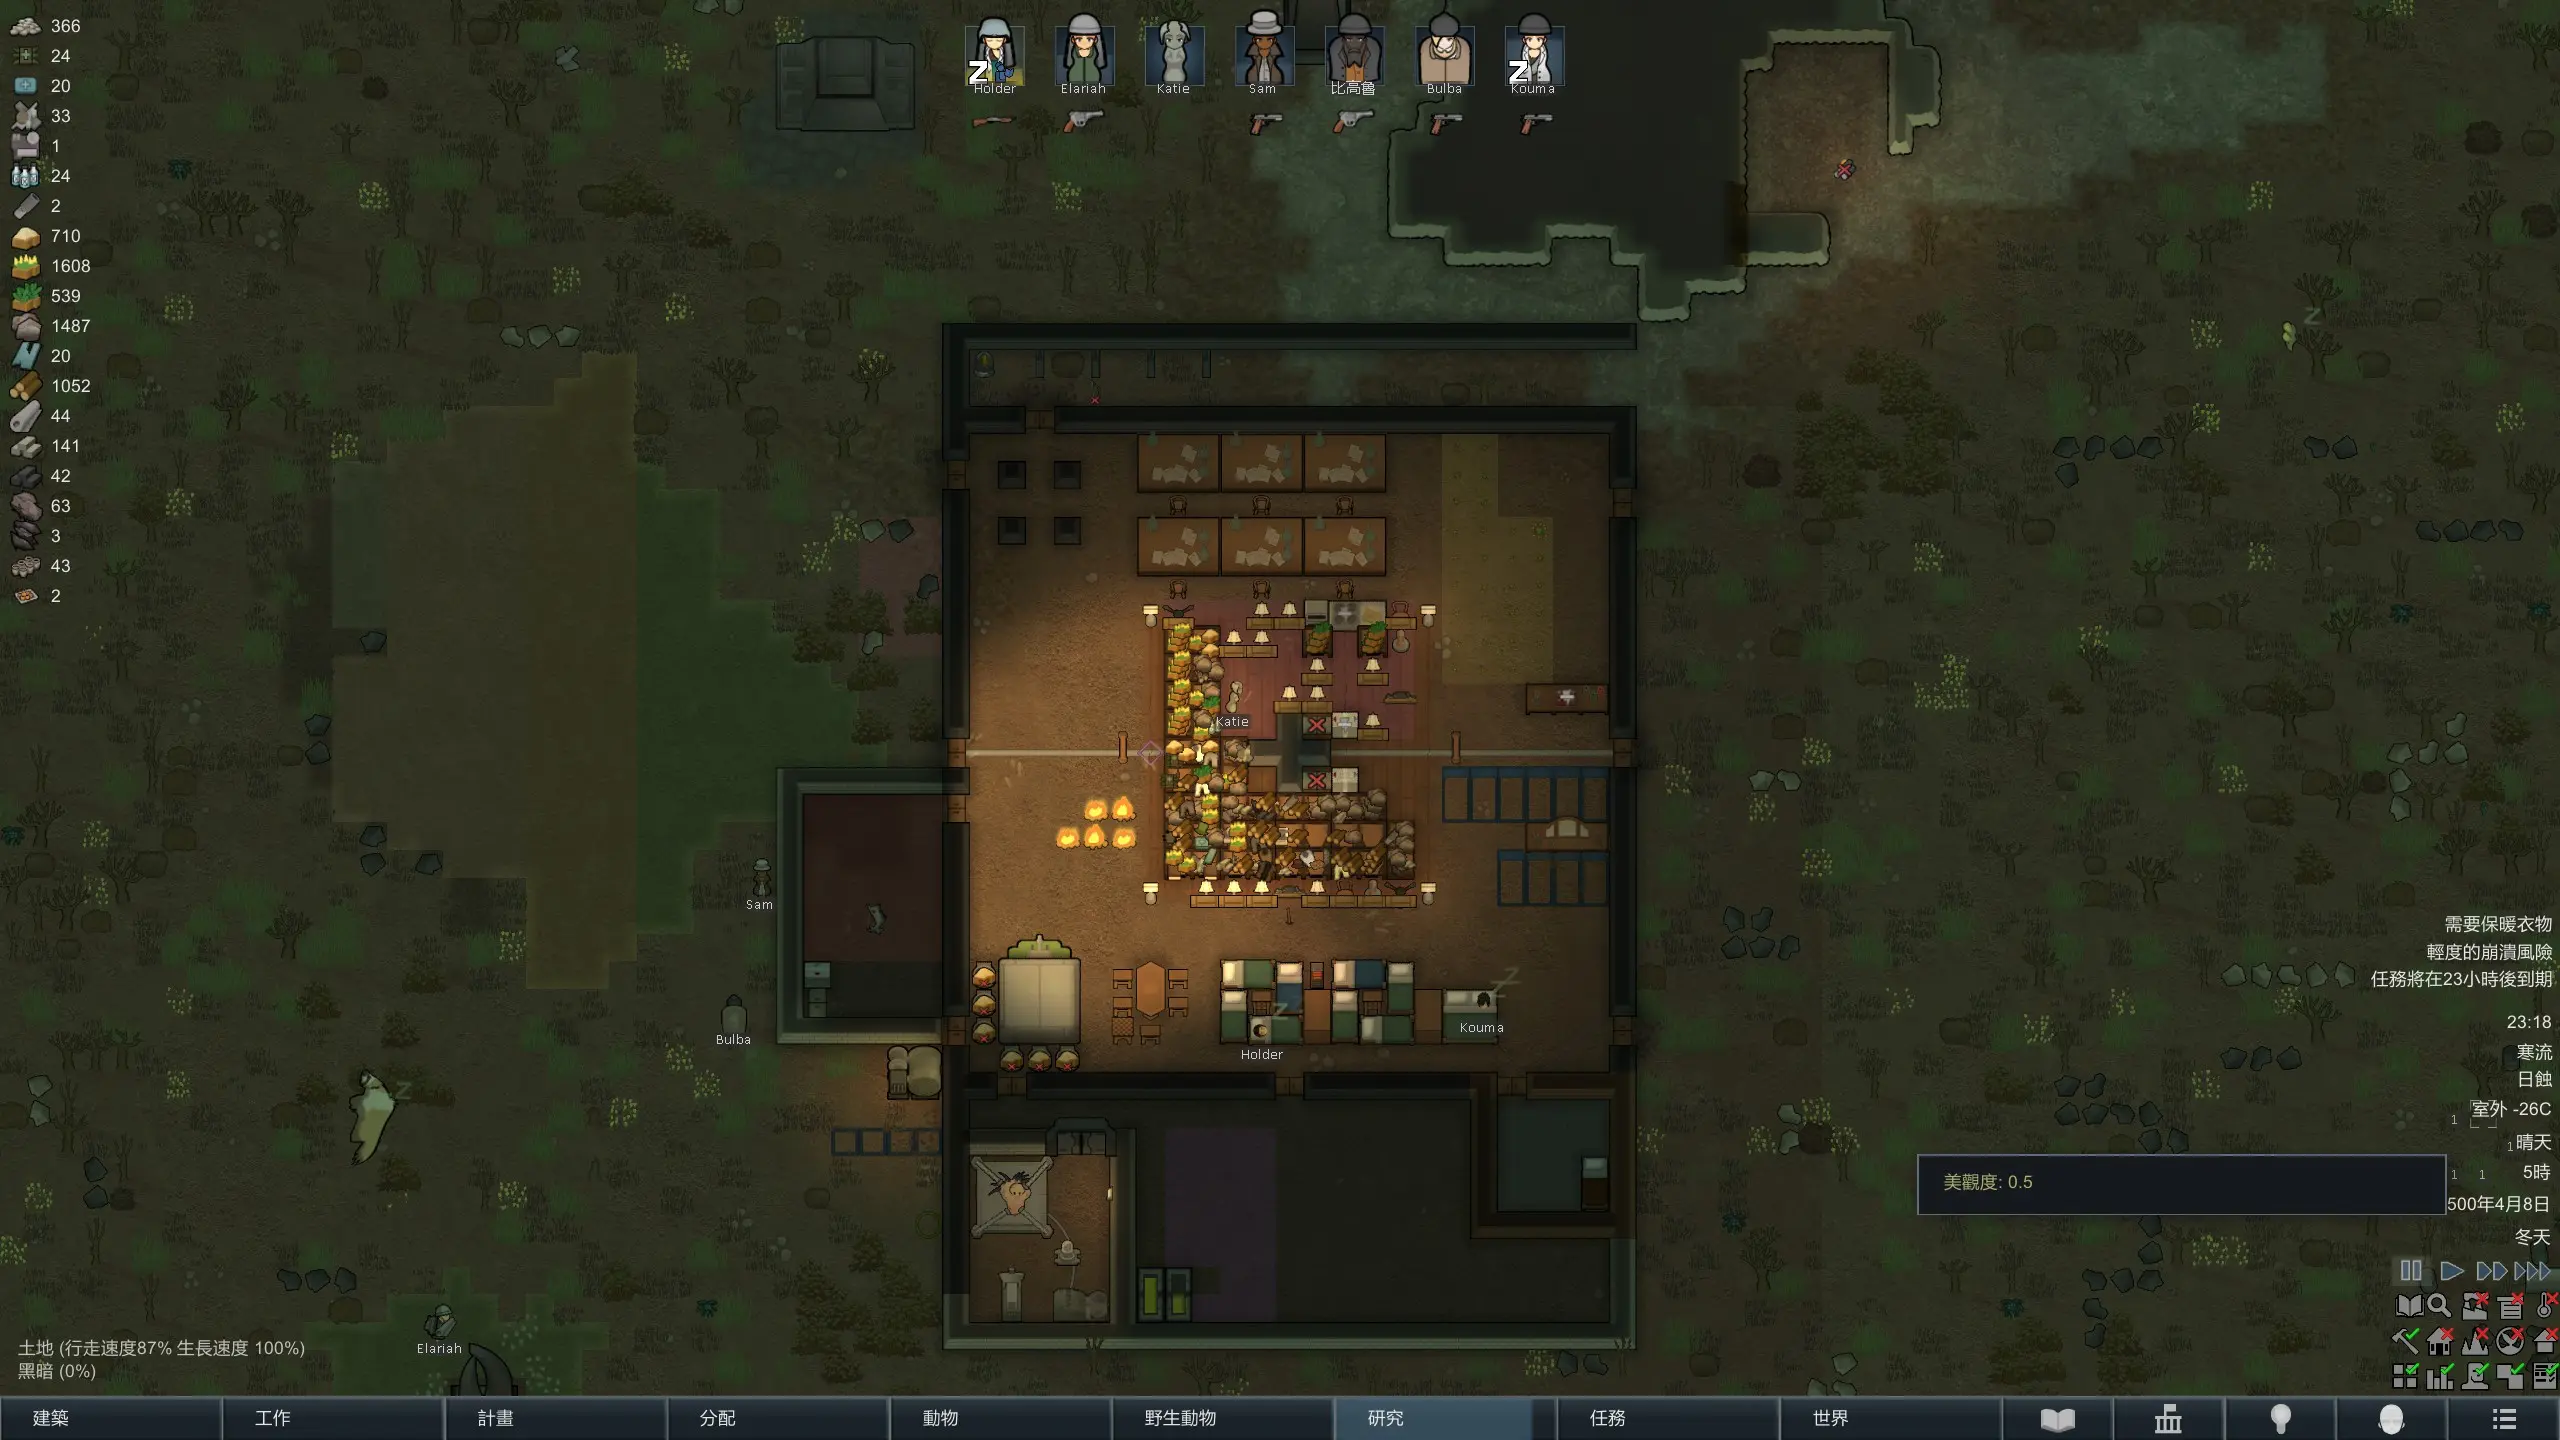 366
24
20
33
1
24
2
710
1608
539
1487
20
1052
44
141
42
63
3
43
2
Z
Z
Holder
Elariah
Katie
Sam
比高魯
Bulba
Kouma
Z
Katie
Sam
Bulba
Z
Z
Z
Kouma
Holder
Elariah
需要保暖衣物
輕度的崩潰風險
任務將在23小時後到期
23:18
寒流
日蝕
1
室外 -26C
1
晴天
美觀度: 0.5
1
1
5時
500年4月8日
冬天
土地 (行走速度87% 生長速度 100%)
黑暗 (0%)
建築
工作
計畫
分配
動物
野生動物
研究
任務
世界